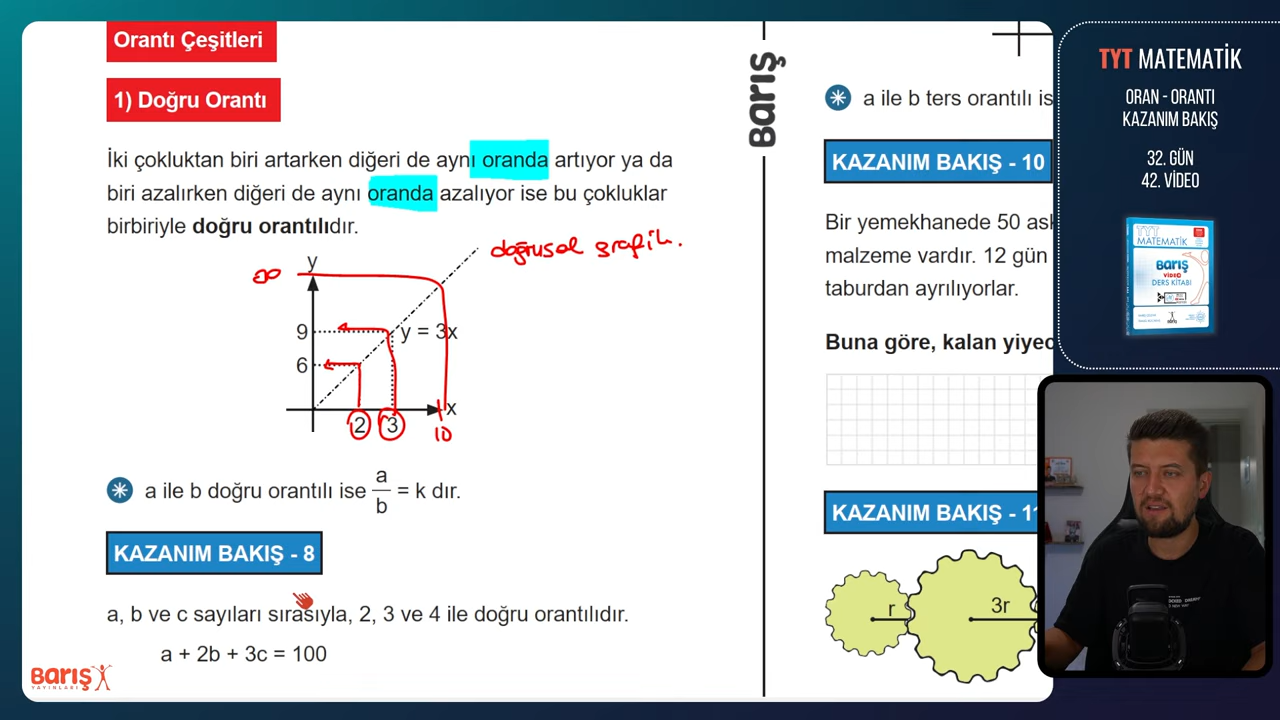 Orantı Çeşitleri
1) Doğru Orantı
İki çokluktan biri artarken diğeri de aynı oranda artıyor ya da
biri azalırken diğeri de aynı oranda azalıyor ise bu çokluklar
birbiriyle doğru orantılıdır.
doğrusal grafik.
y
9
y = 3x
6
2
3
x
10
a ile b doğru orantılı ise a/b = k dır.
KAZANIM BAKIŞ - 8
a, b ve c sayıları sırasıyla, 2, 3 ve 4 ile doğru orantılıdır.
a + 2b + 3c = 100
BARIŞ
YAYINLARI
BARIŞ
a ile b ters orantılı is
KAZANIM BAKIŞ - 10
Bir yemekhanede 50 as
malzeme vardır. 12 gün
taburdan ayrılıyorlar.
Buna göre, kalan yiye
KAZANIM BAKIŞ - 1
r
3r
TYT MATEMATİK
ORAN - ORANTI
KAZANIM BAKIŞ
32. GÜN
42. VİDEO
TYT
MATEMATİK
BARIŞ
VİDEO
DERS KİTABI